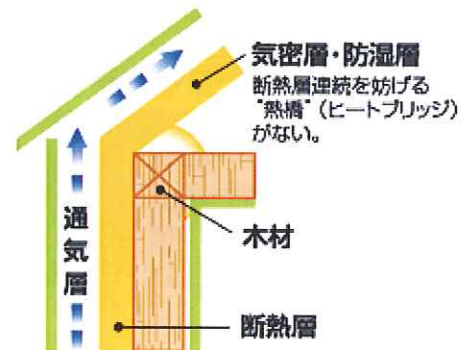 気密層・防湿層
断熱層連続を妨げる
"熱橋"（ヒートブリッジ）
がない。
通気層
木材
断熱層